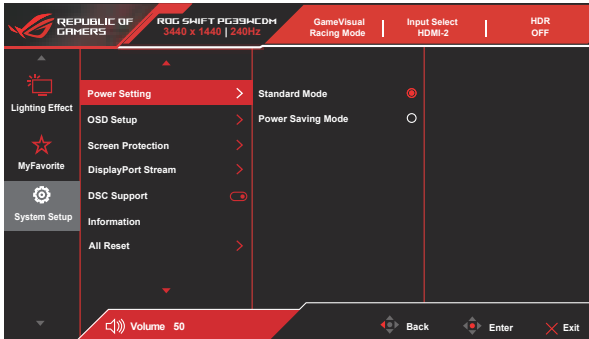 REPUBLIC OF
GAMERS
ROG SWIFT PG39WCDM
3440 x 1440 | 240Hz
GameVisual
Racing Mode
Input Select
HDMI-2
HDR
OFF
Lighting Effect
MyFavorite
System Setup
Power Setting
OSD Setup
Screen Protection
DisplayPort Stream
DSC Support
Information
All Reset
Standard Mode
Power Saving Mode
Volume 50
Back
Enter
Exit